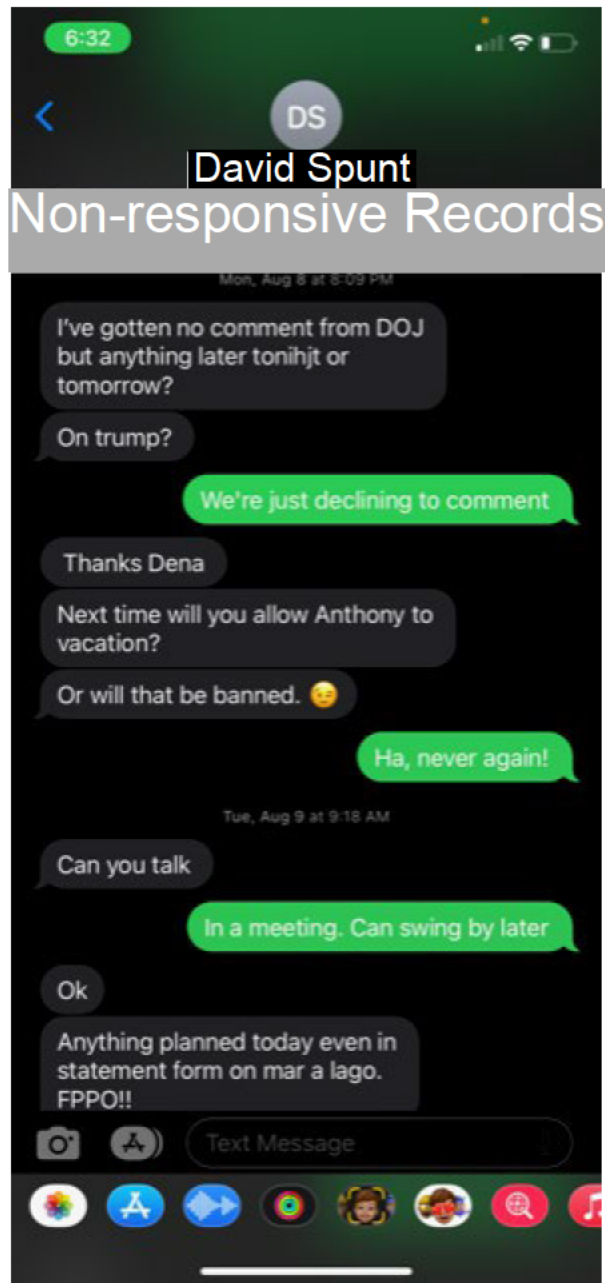 6:32
DS
David Spunt
Non-responsive Records
Mon, Aug 8 at 8:09 PM
I've gotten no comment from DOJ
but anything later tonihjt or
tomorrow?
On trump?
We're just declining to comment
Thanks Dena
Next time will you allow Anthony to
vacation?
Or will that be banned. 😉
Ha, never again!
Tue, Aug 9 at 9:18 AM
Can you talk
In a meeting. Can swing by later
Ok
Anything planned today even in
statement form on mar a lago.
FPPO!!
Text Message